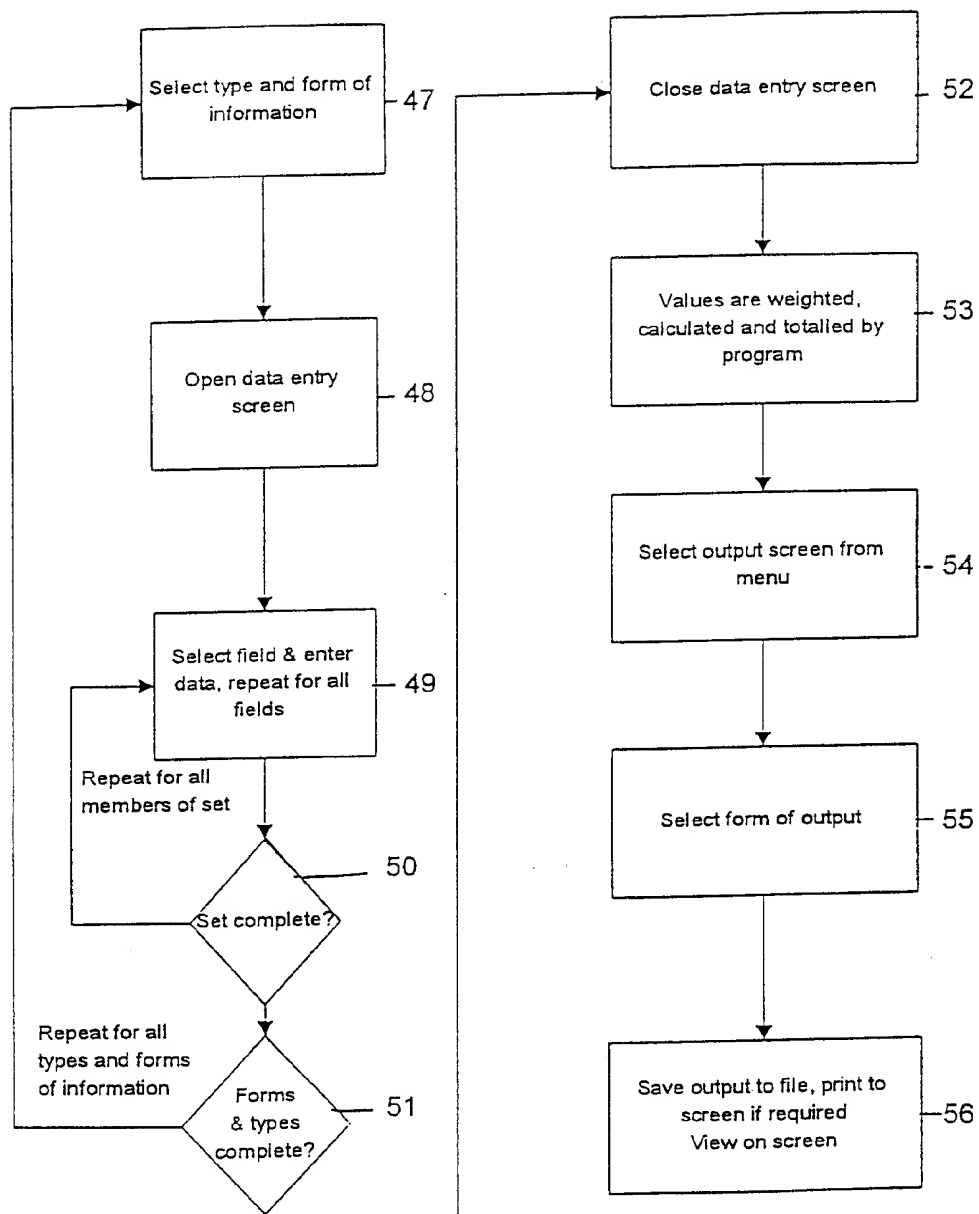 Select type and form of
information
47
Open data entry
screen
48
Select field & enter
data, repeat for all
fields
49
Repeat for all
members of set
50
Set complete?
Repeat for all
types and forms
of information
Forms
& types
complete?
51
Close data entry screen
52
Values are weighted,
calculated and totalled by
program
53
Select output screen from
menu
54
Select form of output
55
Save output to file, print to
screen if required
View on screen
56